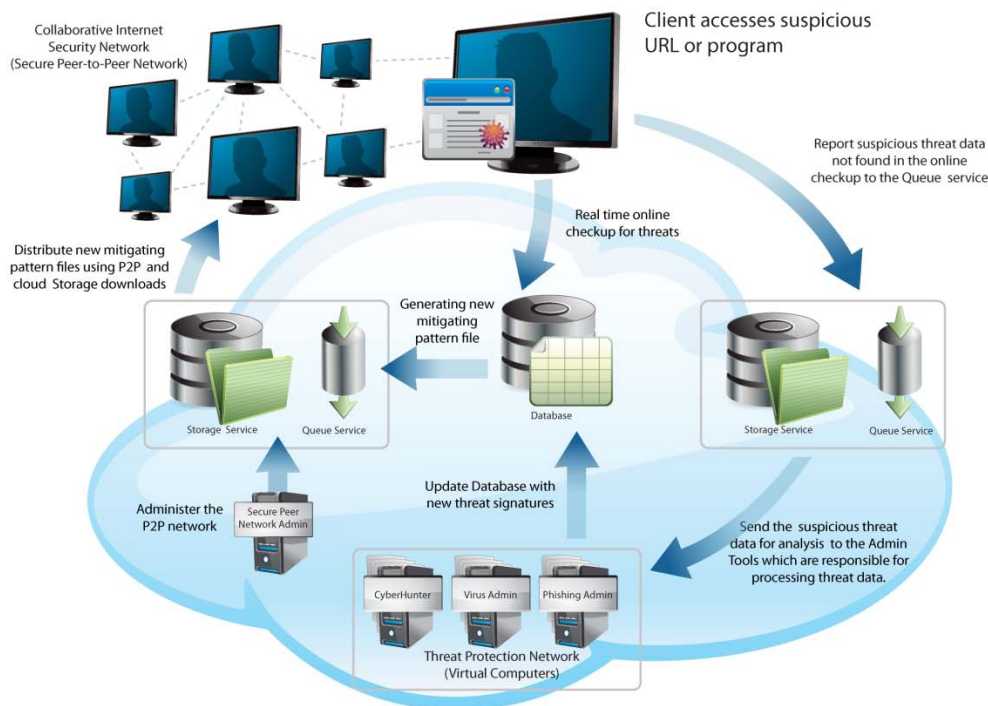 Collaborative Internet
Security Network
(Secure Peer-to-Peer Network)
Client accesses suspicious
URL or program
Report suspicious threat data
not found in the online
checkup to the Queue service
Real time online
checkup for threats
Distribute new mitigating
pattern files using P2P and
cloud Storage downloads
Generating new
mitigating
pattern file
Storage Service
Queue Service
Database
Storage Service
Queue Service
Administer the
P2P network
Secure Peer
Network Admin
Update Database with
new threat signatures
Send the suspicious threat
data for analysis to the Admin
Tools which are responsible for
processing threat data.
CyberHunter
Virus Admin
Phishing Admin
Threat Protection Network
(Virtual Computers)